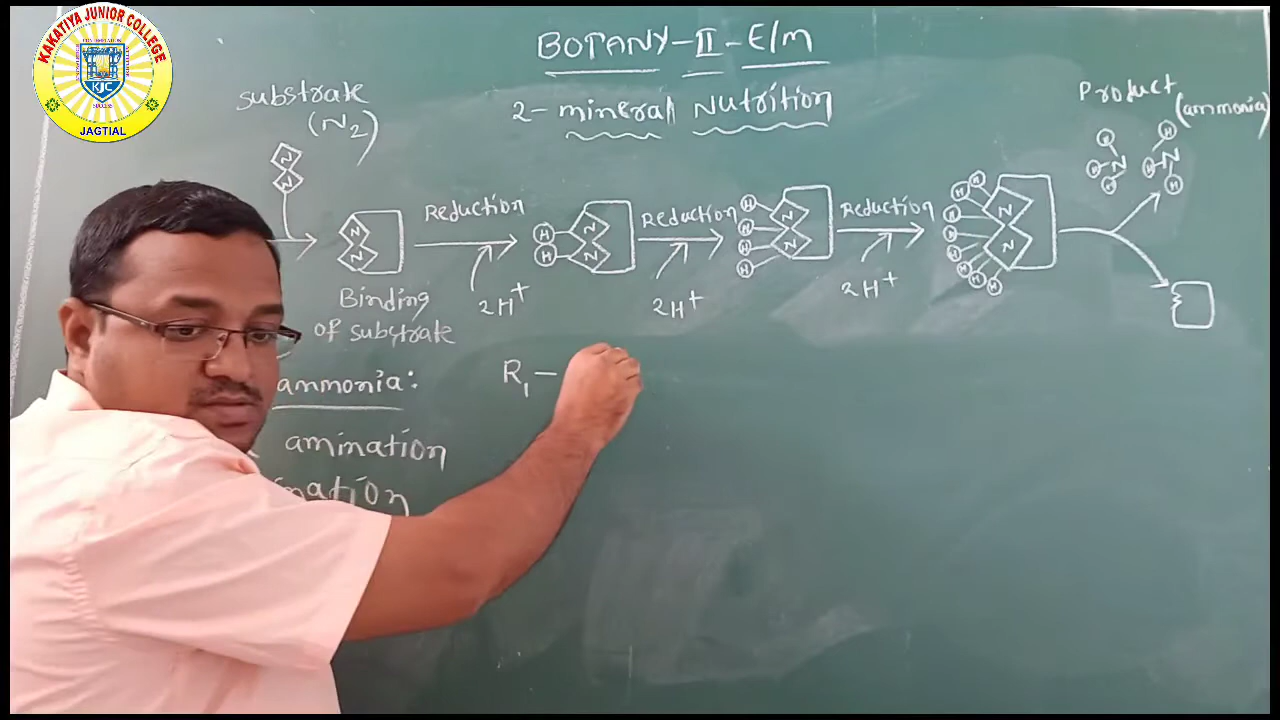 KAKATIYA JUNIOR COLLEGE
KJC
JAGTIAL
BOTANY-II-E/M
2-mineral Nutrition
Substrate
(N2)
Product
(ammonia)
N
N
N
N
Reduction
2H+
H
H
N
N
Reduction
2H+
H
H
H
H
N
N
Reduction
2H+
H
H
H
H
H
H
H
H
N
N
H
H
N
H
H
H
N
H
Binding
of substrate
ammonia:
amination
R1-